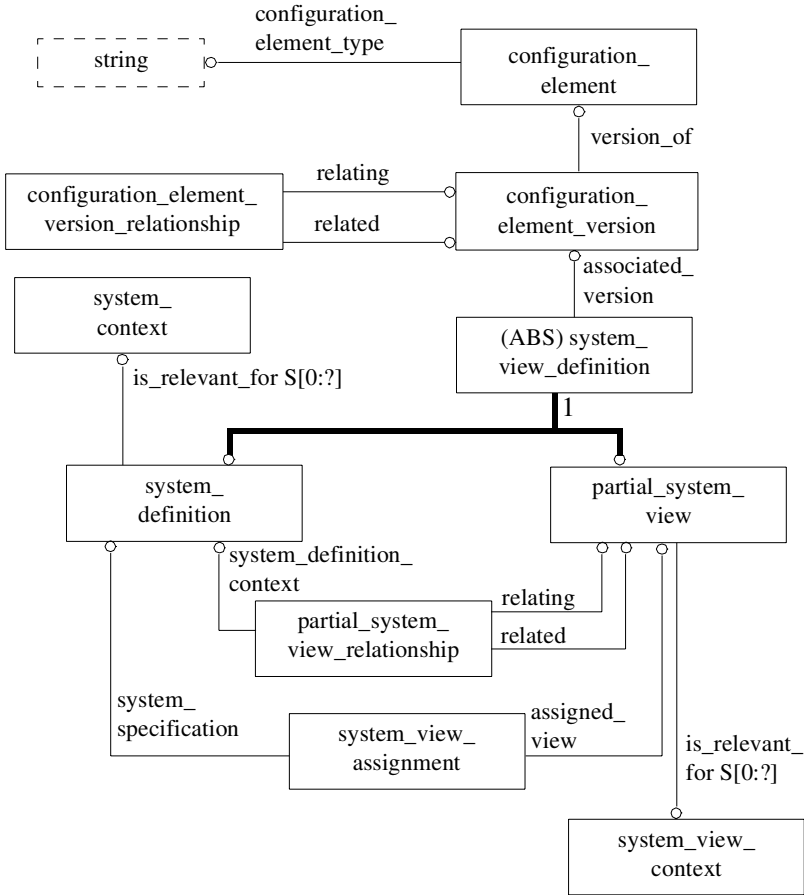 configuration_
element_type
string
configuration_
element
version_of
relating
configuration_element_
version_relationship
related
configuration_
element_version
associated_
version
system_
context
(ABS) system_
view_definition
is_relevant_for S[0:?]
1
system_
definition
partial_system_
view
system_definition_
context
relating
partial_system_
view_relationship
related
system_
specification
assigned_
view
system_view_
assignment
is_relevant_
for S[0:?]
system_view_
context